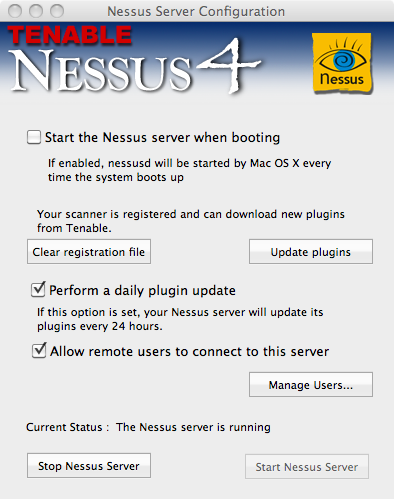 Nessus Server Configuration
TENABLE
NESSUS 4
Nessus
Start the Nessus server when booting
If enabled, nessusd will be started by Mac OS X every
time the system boots up
Your scanner is registered and can download new plugins
from Tenable.
Clear registration file
Update plugins
Perform a daily plugin update
If this option is set, your Nessus server will update its
plugins every 24 hours.
Allow remote users to connect to this server
Manage Users...
Current Status : The Nessus server is running
Stop Nessus Server
Start Nessus Server